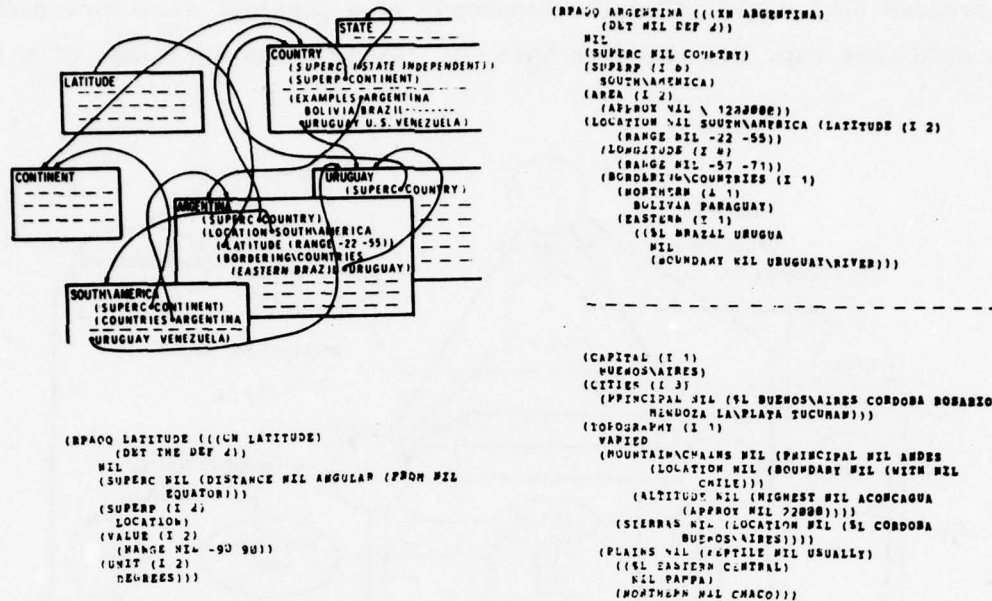 STATE
COUNTRY
(SUPERC (STATE INDEPENDENT)
(SUPERP CONTINENT)
(EXAMPLES ARGENTINA
BOLIVIA BRAZIL
URUGUAY U.S. VENEZUELA)
LATITUDE
CONTINENT
URUGUAY
(SUPERC COUNTRY)
ARGENTINA
(SUPERC COUNTRY)
(LOCATION SOUTH\AMERICA
(LATITUDE (RANGE -22 -55))
(BORDERING\COUNTRIES
(EASTERN BRAZIL URUGUAY)
SOUTH\AMERICA
(SUPERC CONTINENT)
(COUNTRIES ARGENTINA
URUGUAY VENEZUELA)
(RPAQQ LATITUDE (((CN LATITUDE)
(DET THE DEF 2))
NIL
(SUPERC NIL (DISTANCE NIL ANGULAR (FROM NIL
EQUATOR)))
(SUPERP (I 2)
LOCATION)
(VALUE (I 2)
(RANGE NIL -90 90))
(UNIT (I 2)
DEGREES)))
(RPAQQ ARGENTINA (((XN ARGENTINA)
(DET NIL DEF 2))
NIL
(SUPERC NIL COUNTRY)
(SUPERP (I 6)
SOUTH\AMERICA)
(AREA (I 2)
(APPROX NIL 1200000))
(LOCATION NIL SOUTH\AMERICA (LATITUDE (I 2)
(RANGE NIL -22 -55))
(LONGITUDE (I 4)
(RANGE NIL -57 -71))
(BORDERING\COUNTRIES (I 1)
(NORTHERN (I 1)
BOLIVIA PARAGUAY)
(EASTERN (I 1)
(($L BRAZIL URUGUA
NIL
(BOUNDARY NIL URUGUAY\RIVER)))
(CAPITAL (I 1)
BUENOS\AIRES)
(CITIES (I 3)
(PRINCIPAL NIL ($L BUENOS\AIRES CORDOBA ROSARIO
MENDOZA LA\PLATA TUCUMAN)))
(TOPOGRAPHY (I 1)
VARIED
(MOUNTAIN\CHAINS NIL (PRINCIPAL NIL ANDES
(LOCATION NIL (BOUNDARY NIL (WITH NIL
CHILE)))
(ALTITUDE NIL (HIGHEST NIL ACONCAGUA
(APPROX NIL 22000))))
(SIERRAS NIL (LOCATION NIL ($L CORDOBA
BUENOS\AIRES))))
(PLAINS NIL (FERTILE NIL USUALLY)
(($L EASTERN CENTRAL)
NIL PAMPA)
(NORTHERN NIL CHACO)))